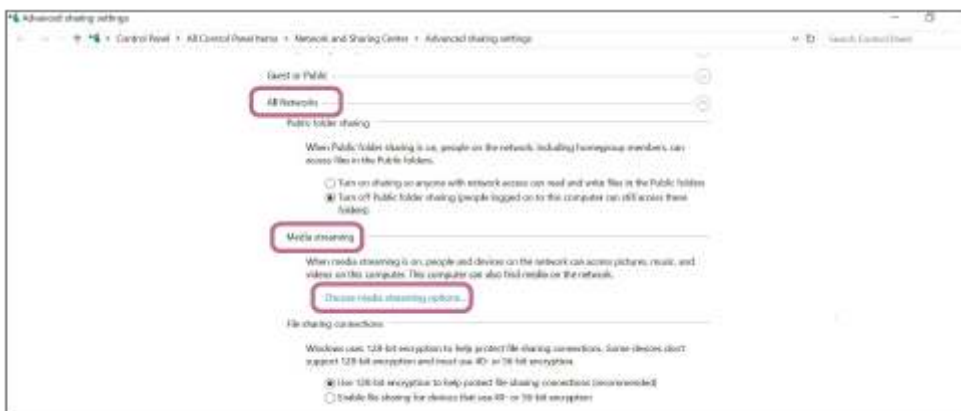 Advanced sharing settings
Control Panel All Control Panel Items Network and Sharing Center Advanced sharing settings
Search Control Panel
Guest or Public
All Networks
Public folder sharing
When Public folder sharing is on, people on the network, including homegroup members, can
access files in the Public folders.
Turn on sharing so anyone with network access can read and write files in the Public folders
Turn off Public folder sharing (people logged on to this computer can still access these
folders)
Media streaming
When media streaming is on, people and devices on the network can access pictures, music, and
videos on this computer. This computer can also find media on the network.
Choose media streaming options...
File sharing connections
Windows uses 128-bit encryption to help protect file sharing connections. Some devices don't
support 128-bit encryption and must use 40- or 56-bit encryption.
Use 128-bit encryption to help protect file sharing connections (recommended)
Enable file sharing for devices that use 40- or 56-bit encryption